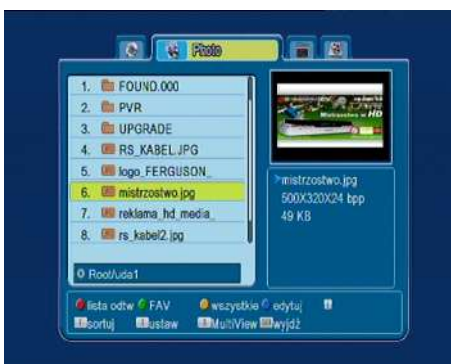 Photo
1. FOUND.000
2. PVR
3. UPGRADE
4. RS_KABEL.JPG
5. logo_FERGUSON_
6. mistrzostwo.jpg
7. reklama_hd_media_
8. rs_kabel2.jpg
Mistrzostwo w HD
mistrzostwo.jpg
500X320X24 bpp
49 KB
Root/uda1
lista odtw FAV wszystkie edytuj
sortuj ustaw MultiView wyjdź